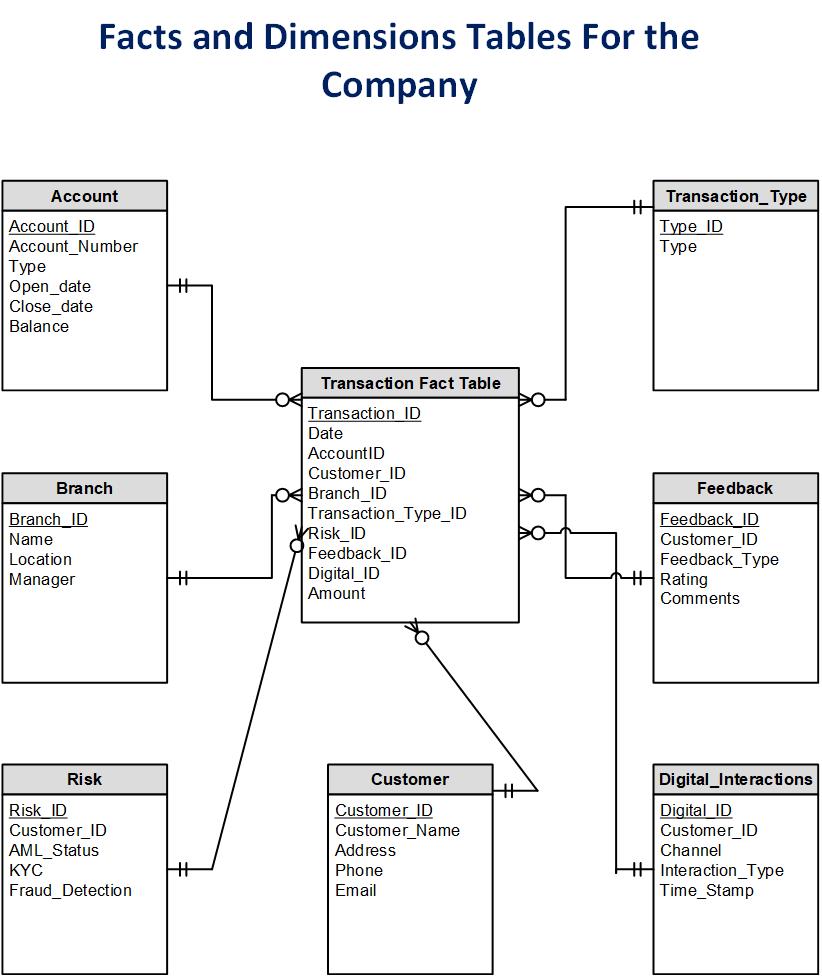 Facts and Dimensions Tables For the
Company
Account
Account_ID
Account_Number
Type
Open_date
Close_date
Balance
Transaction_Type
Type_ID
Type
Transaction Fact Table
Transaction_ID
Date
AccountID
Customer_ID
Branch_ID
Transaction_Type_ID
Risk_ID
Feedback_ID
Digital_ID
Amount
Branch
Branch_ID
Name
Location
Manager
Feedback
Feedback_ID
Customer_ID
Feedback_Type
Rating
Comments
Risk
Risk_ID
Customer_ID
AML_Status
KYC
Fraud_Detection
Customer
Customer_ID
Customer_Name
Address
Phone
Email
Digital_Interactions
Digital_ID
Customer_ID
Channel
Interaction_Type
Time_Stamp